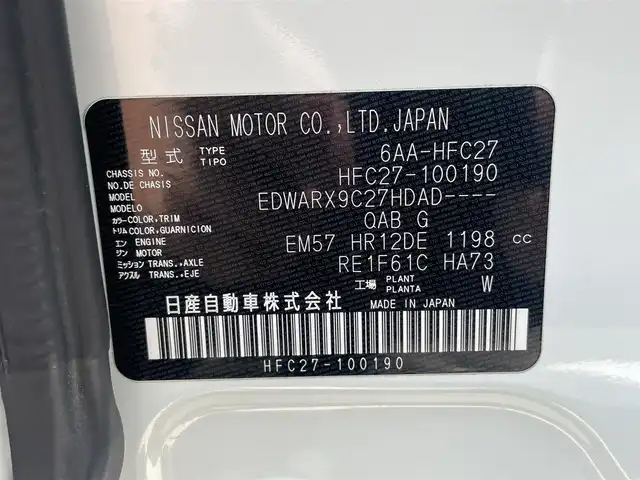 NISSAN MOTOR CO.,LTD.JAPAN
型式 TYPE TIPO 6AA-HFC27
CHASSIS NO. NO.DE CHASIS HFC27-100190
MODEL MODELO EDWARX9C27HDAD----
カラー COLOR,TRIM トリム COLOR,GUARNICION QAB G
エン ENGINE ジン MOTOR EM57 HR12DE 1198 cc
ミッション TRANS.,AXLE アクスル TRANS.,EJE RE1F61C HA73
工場 PLANT PLANTA W
日産自動車株式会社 MADE IN JAPAN
HFC27-100190